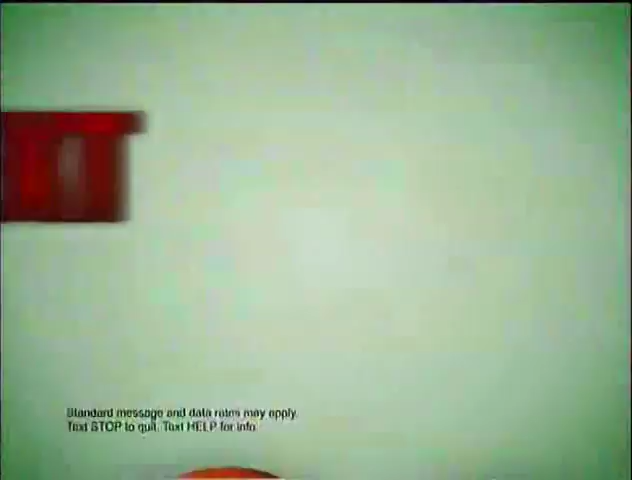 Standard message and data rates may apply.
Text STOP to quit. Text HELP for info.